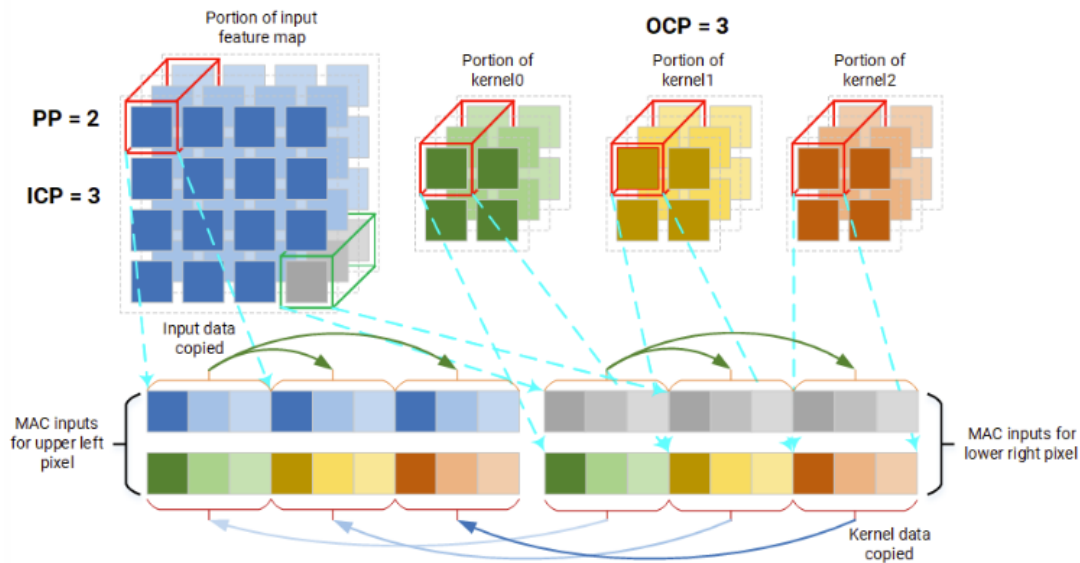 Portion of input
feature map
OCP = 3
Portion of
kernel0
Portion of
kernel1
Portion of
kernel2
PP = 2
ICP = 3
Input data
copied
MAC inputs
for upper left
pixel
MAC inputs for
lower right pixel
Kernel data
copied